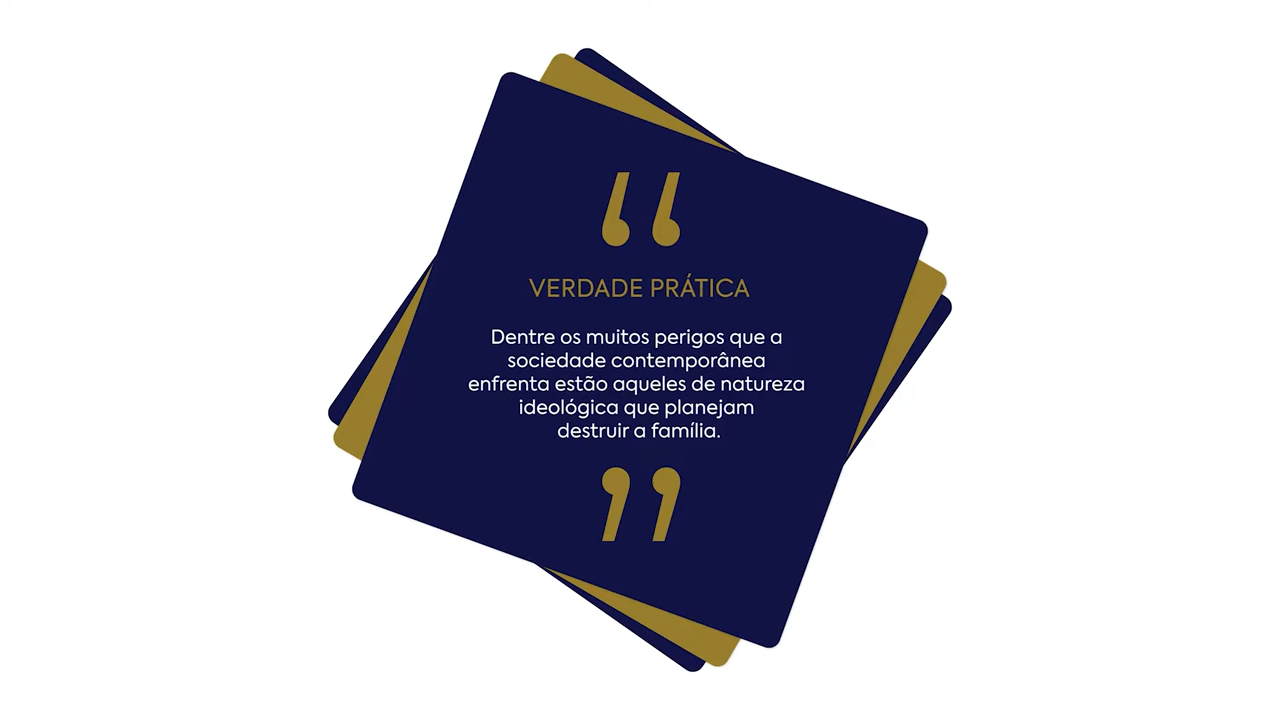 VERDADE PRÁTICA
Dentre os muitos perigos que a
sociedade contemporânea
enfrenta estão aqueles de natureza
ideológica que planejam
destruir a família.